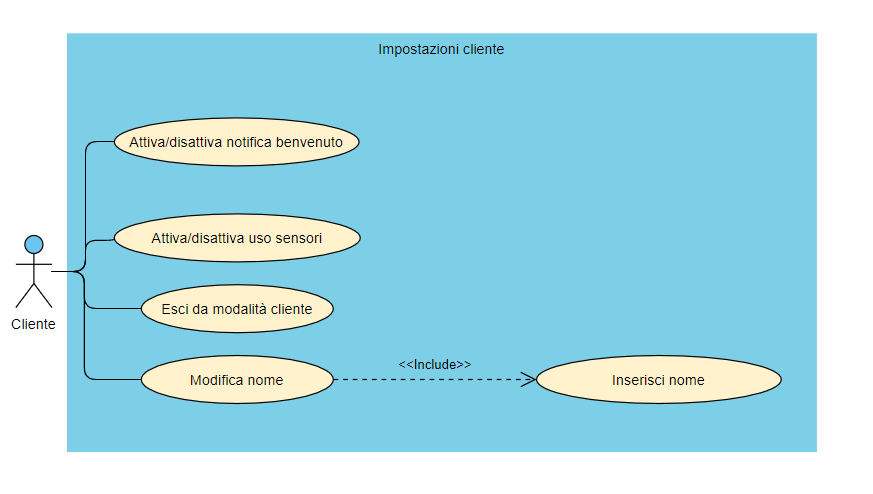 Impostazioni cliente
Attiva/disattiva notifica benvenuto
Attiva/disattiva uso sensori
Esci da modalità cliente
Cliente
<<Include>>
Modifica nome
Inserisci nome